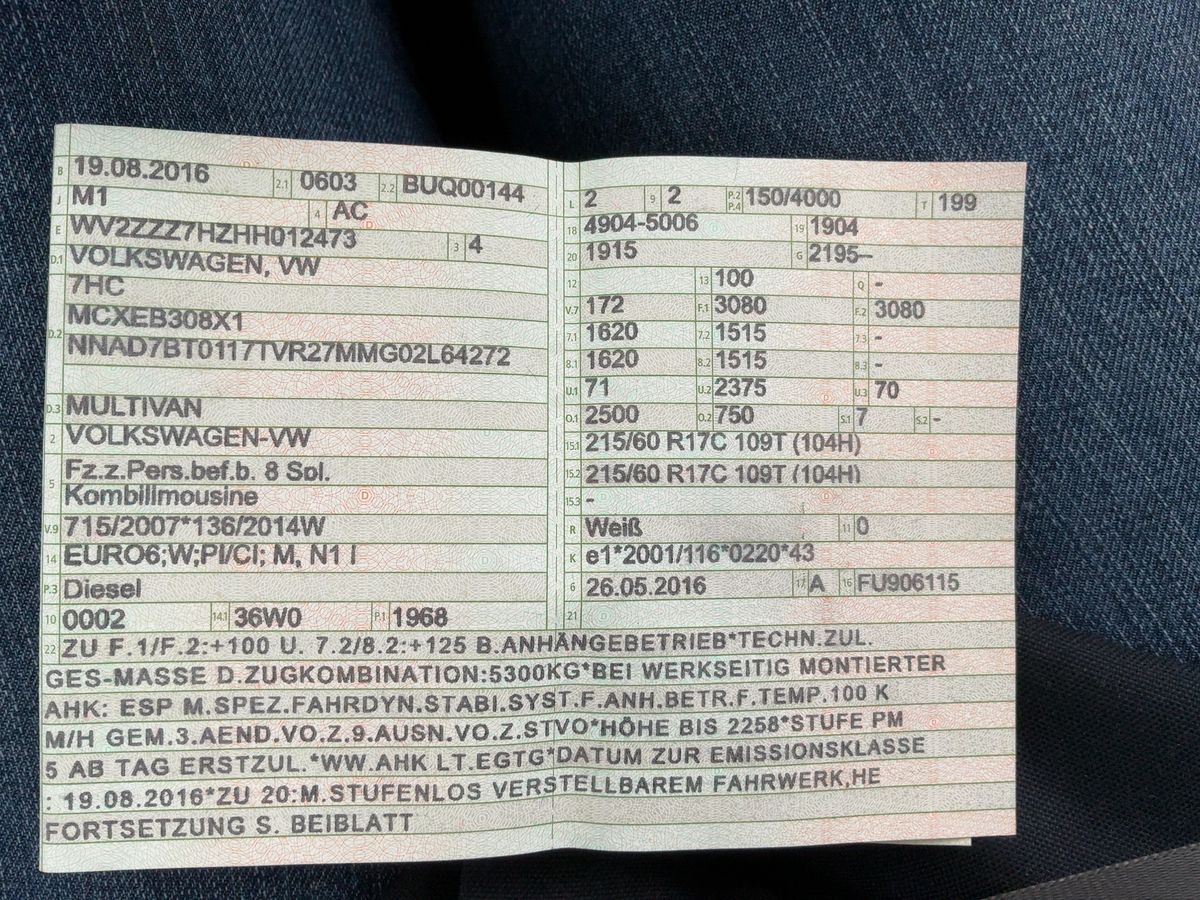 B 19.08.2016 2.1 0603 2.2 BUQ00144
J M1 4 AC
E WV2ZZZ7HZHH012473 3 4
D.1 VOLKSWAGEN, VW
7HC
D.2 MCXEB308X1
NNAD7BT0117TVR27MMG02L64272
D.3 MULTIVAN
2 VOLKSWAGEN-VW
5 Fz.z.Pers.bef.b. 8 Spl.
Kombilimousine
V.9 715/2007*136/2014W
14 EURO6;W;PI/CI; M, N1 I
P.3 Diesel
10 0002 14.1 36W0 P.1 1968
L 2 9 2 P.2 P.4 150/4000 T 199
18 4904-5006 19 1904
20 1915 G 2195–
12 13 100 Q -
V.7 172 F.1 3080 F.2 3080
7.1 1620 7.2 1515 7.3 -
8.1 1620 8.2 1515 8.3 -
U.1 71 U.2 2375 U.3 70
O.1 2500 O.2 750 S.1 7 S.2 -
15.1 215/60 R17C 109T (104H)
15.2 215/60 R17C 109T (104H)
15.3 -
R Weiß 11 0
K e1*2001/116*0220*43
6 26.05.2016 17 A 16 FU906115
21
22 ZU F.1/F.2:+100 U. 7.2/8.2:+125 B.ANHÄNGEBETRIEB*TECHN.ZUL.
GES-MASSE D.ZUGKOMBINATION:5300KG*BEI WERKSEITIG MONTIERTER
AHK: ESP M.SPEZ.FAHRDYN.STABI.SYST.F.ANH.BETR.F.TEMP.100 K
M/H GEM.3.AEND.VO.Z.9.AUSN.VO.Z.STVO*HÖHE BIS 2258*STUFE PM
5 AB TAG ERSTZUL.*WW.AHK LT.EGTG*DATUM ZUR EMISSIONSKLASSE
: 19.08.2016*ZU 20:M.STUFENLOS VERSTELLBAREM FAHRWERK,HE
FORTSETZUNG S. BEIBLATT